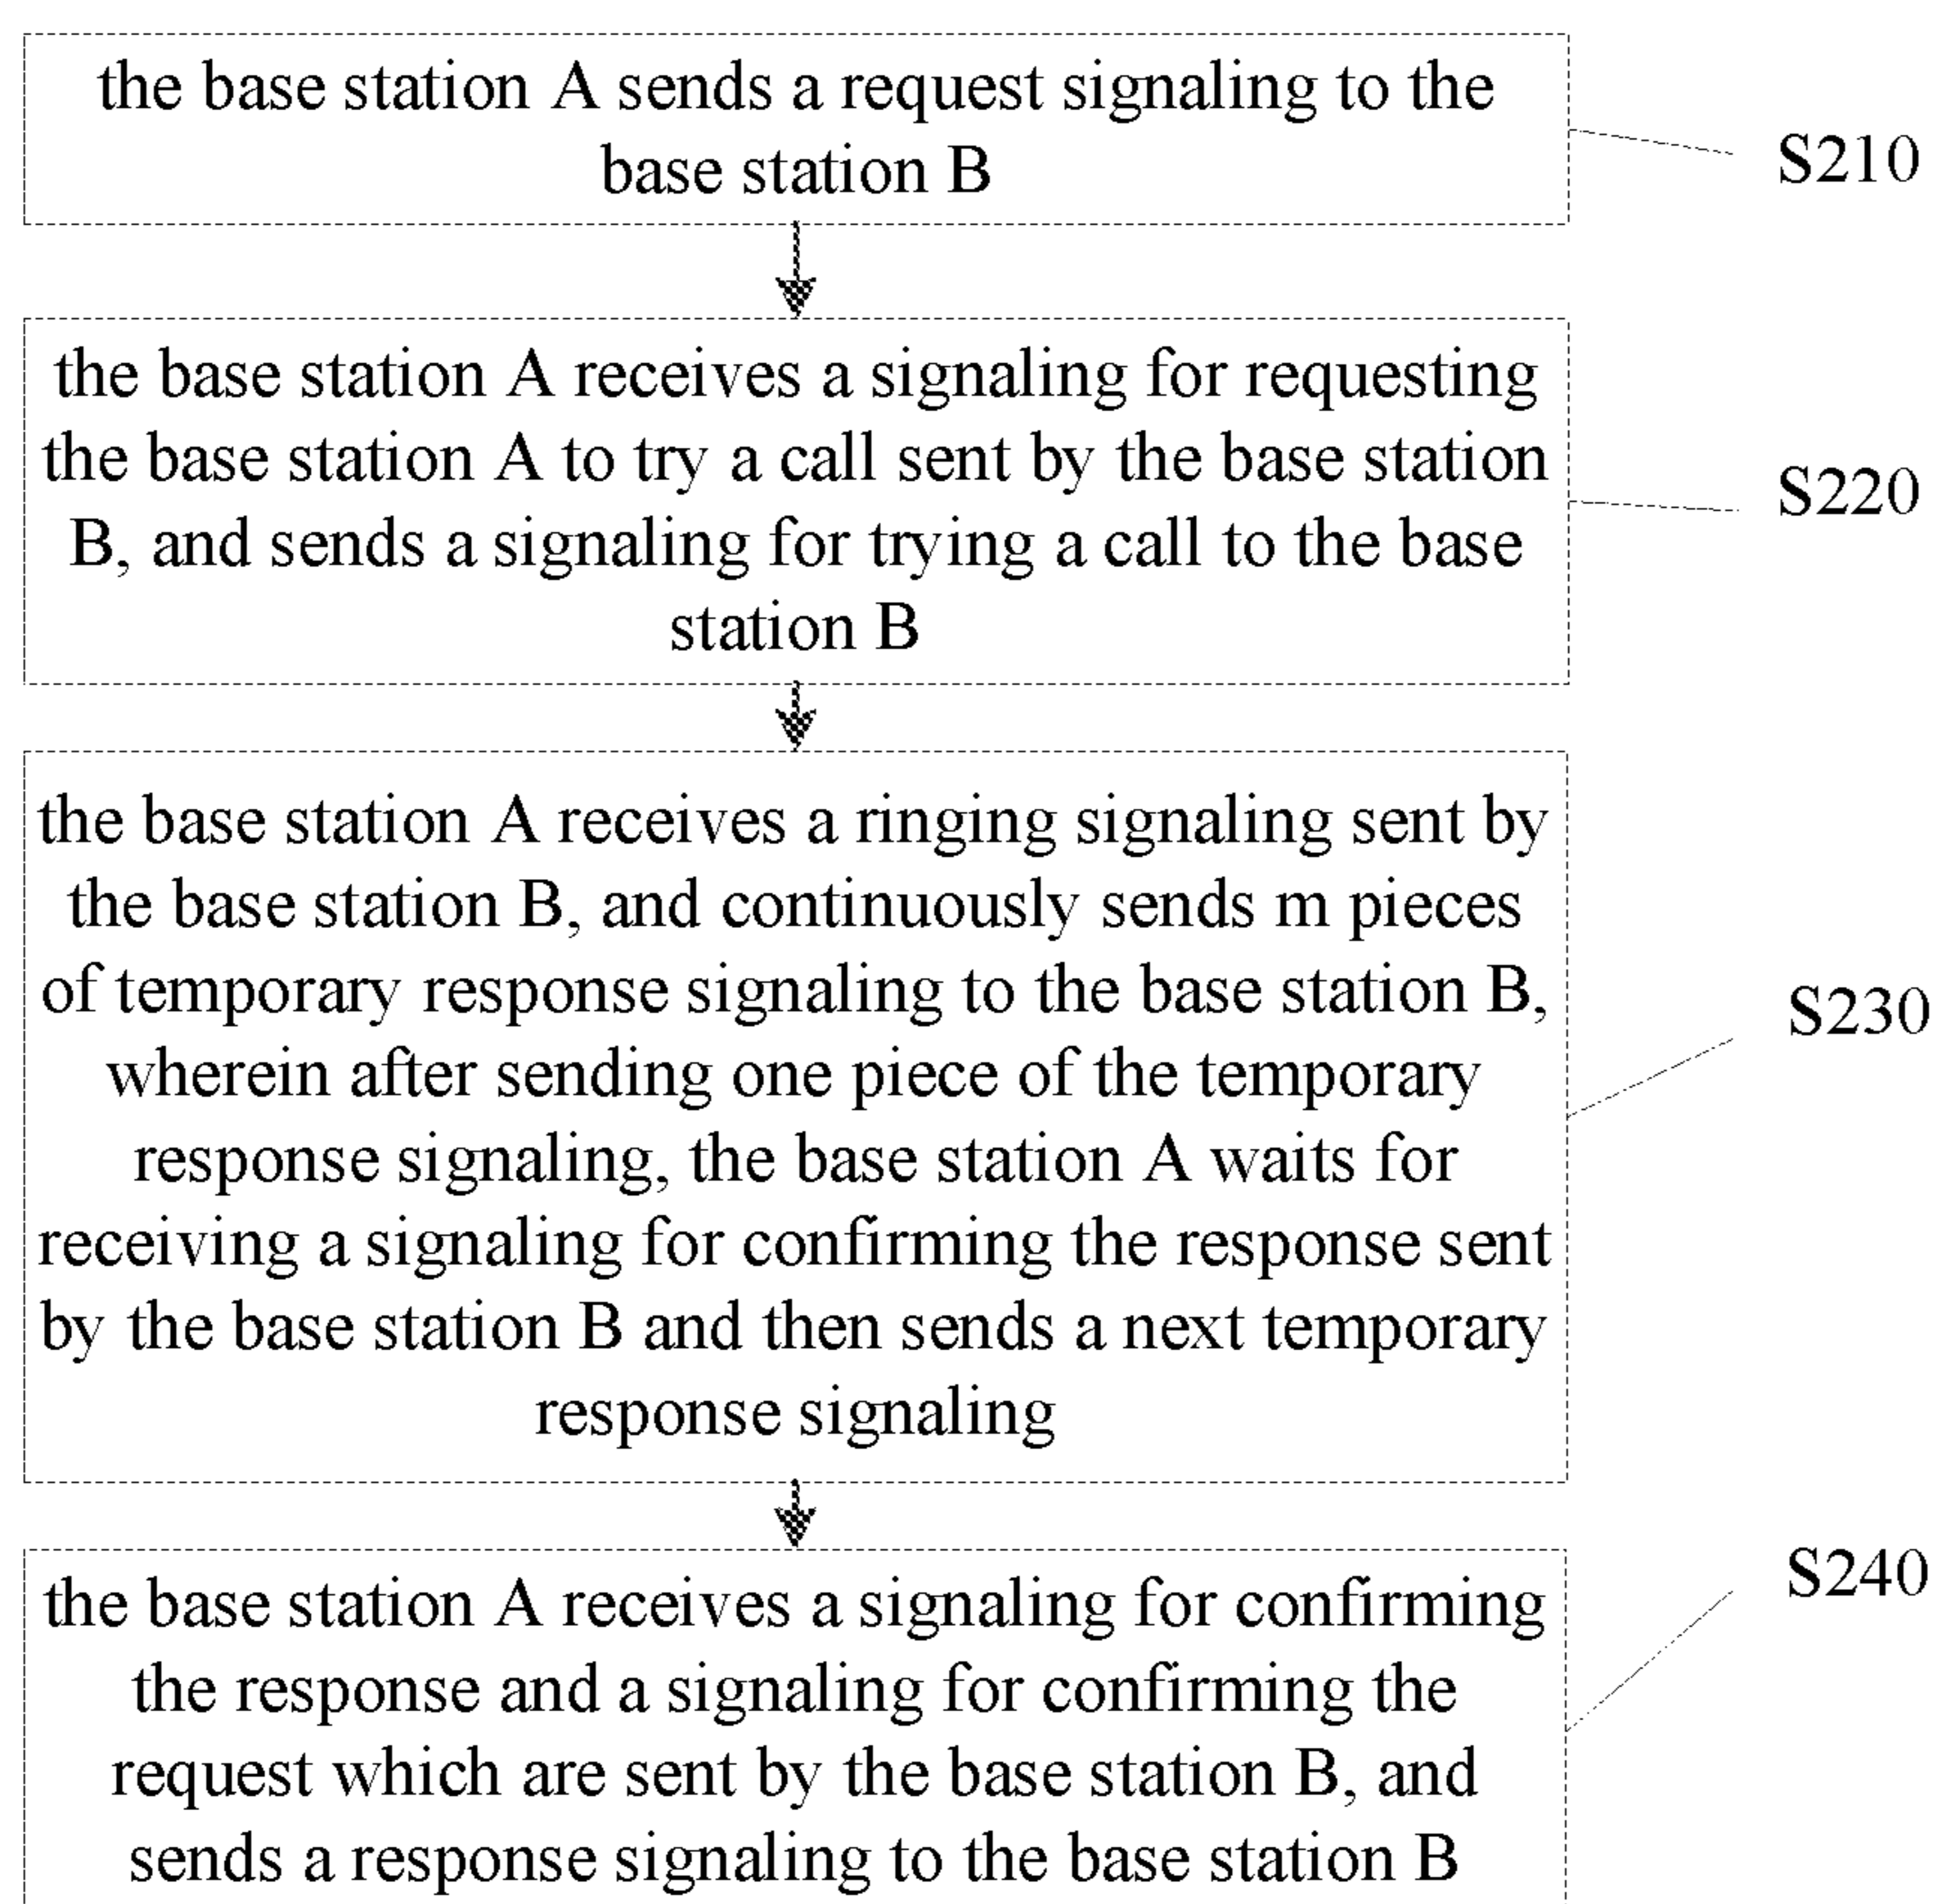 the base station A sends a request signaling to the
base station B
S210
the base station A receives a signaling for requesting
the base station A to try a call sent by the base station
B, and sends a signaling for trying a call to the base
station B
S220
the base station A receives a ringing signaling sent by
the base station B, and continuously sends m pieces
of temporary response signaling to the base station B,
wherein after sending one piece of the temporary
response signaling, the base station A waits for
receiving a signaling for confirming the response sent
by the base station B and then sends a next temporary
response signaling
S230
the base station A receives a signaling for confirming
the response and a signaling for confirming the
request which are sent by the base station B, and
sends a response signaling to the base station B
S240